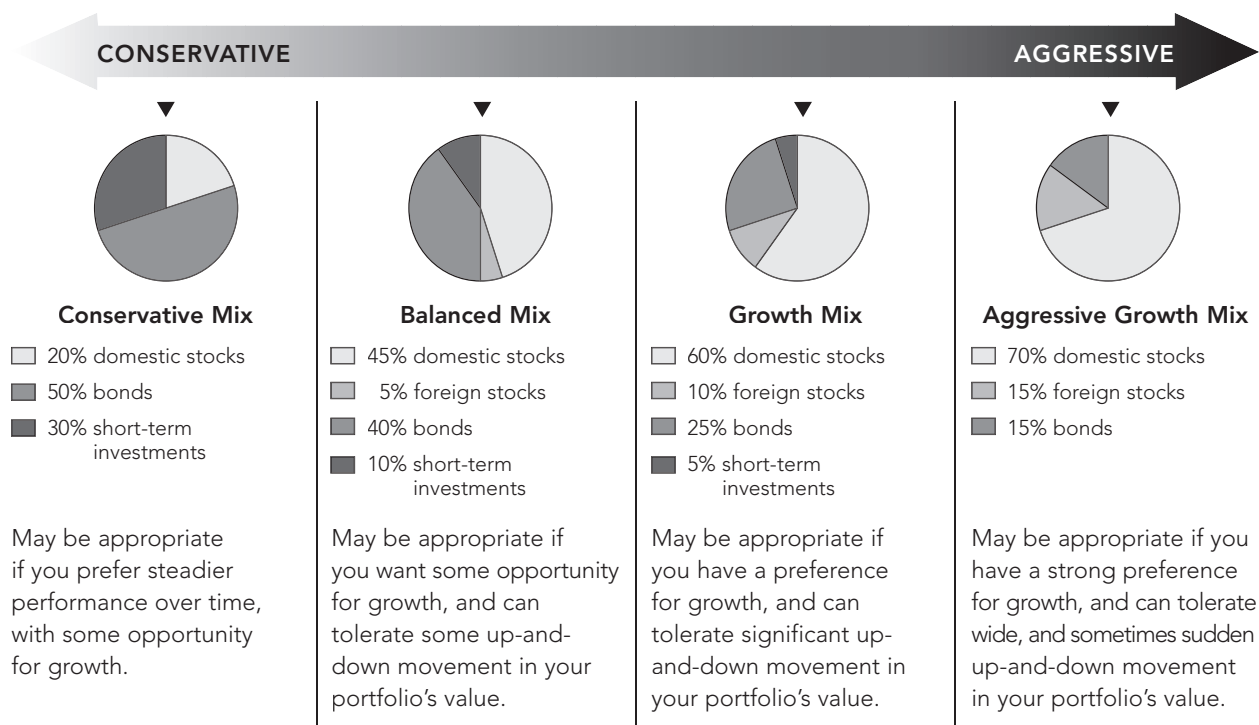 CONSERVATIVE
AGGRESSIVE
Conservative Mix
20% domestic stocks
50% bonds
30% short-term
investments
May be appropriate
if you prefer steadier
performance over time,
with some opportunity
for growth.
Balanced Mix
45% domestic stocks
5% foreign stocks
40% bonds
10% short-term
investments
May be appropriate if
you want some opportunity
for growth, and can
tolerate some up-and-
down movement in your
portfolio’s value.
Growth Mix
60% domestic stocks
10% foreign stocks
25% bonds
5% short-term
investments
May be appropriate if
you have a preference
for growth, and can
tolerate significant up-
and-down movement in
your portfolio’s value.
Aggressive Growth Mix
70% domestic stocks
15% foreign stocks
15% bonds
May be appropriate if you
have a strong preference
for growth, and can tolerate
wide, and sometimes sudden
up-and-down movement
in your portfolio’s value.